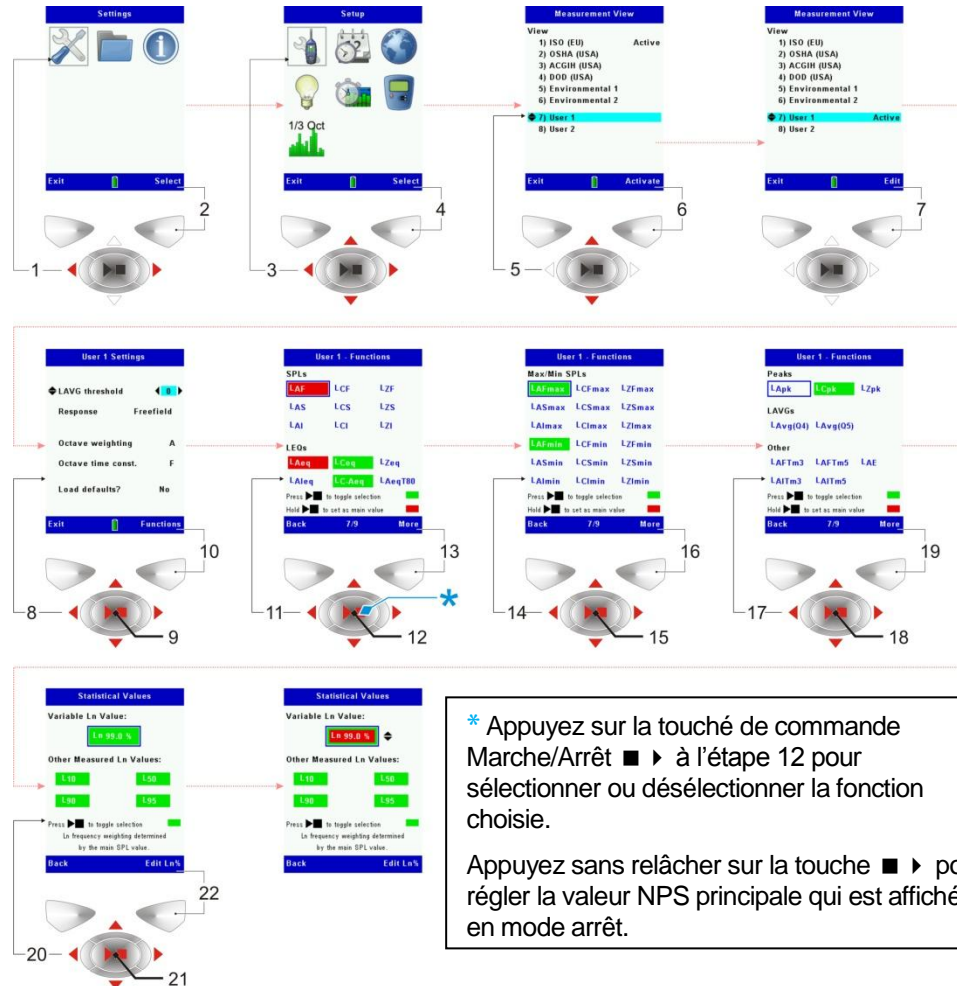 Settings
Exit Select
2
1
Setup
1/3 Oct
Exit Select
4
3
Measurement View
View
1) ISO (EU) Active
2) OSHA (USA)
3) ACGIH (USA)
4) DOD (USA)
5) Environmental 1
6) Environmental 2
7) User 1
8) User 2
Exit Activate
6
5
Measurement View
View
1) ISO (EU)
2) OSHA (USA)
3) ACGIH (USA)
4) DOD (USA)
5) Environmental 1
6) Environmental 2
7) User 1 Active
8) User 2
Exit Edit
7
User 1 Settings
LAVG threshold 0
Response Freefield
Octave weighting A
Octave time const. F
Load defaults? No
Exit Functions
10
8
9
User 1 - Functions
SPLs
LAF LCF LZF
LAS LCS LZS
LAI LCI LZI
LEQs
LAeq LCeq LZeq
LAIeq LC-Aeq LAeqT80
Press ▶■ to toggle selection
Hold ▶■ to set as main value
Back 7/9 More
13
11
*
12
User 1 - Functions
Max/Min SPLs
LAFmax LCFmax LZFmax
LASmax LCSmax LZSmax
LAImax LCImax LZImax
LAFmin LCFmin LZFmin
LASmin LCSmin LZSmin
LAImin LCImin LZImin
Press ▶■ to toggle selection
Hold ▶■ to set as main value
Back 7/9 More
16
14
15
User 1 - Functions
Peaks
LApk LCpk LZpk
LAVGs
LAvg(Q4) LAvg(Q5)
Other
LAFTm3 LAFTm5 LAE
LAITm3 LAITm5
Press ▶■ to toggle selection
Hold ▶■ to set as main value
Back 7/9 More
19
17
18
Statistical Values
Variable Ln Value:
Ln 99.0 %
Other Measured Ln Values:
L10 L50
L90 L95
Press ▶■ to toggle selection
Ln frequency weighting determined
by the main SPL value.
Back Edit Ln%
22
20
21
Statistical Values
Variable Ln Value:
Ln 99.0 %
Other Measured Ln Values:
L10 L50
L90 L95
Press ▶■ to toggle selection
Ln frequency weighting determined
by the main SPL value.
Back Edit Ln%
* Appuyez sur la touché de commande
Marche/Arrêt ■ ▶ à l'étape 12 pour
sélectionner ou désélectionner la fonction
choisie.
Appuyez sans relâcher sur la touche ■ ▶ po
régler la valeur NPS principale qui est affiché
en mode arrêt.